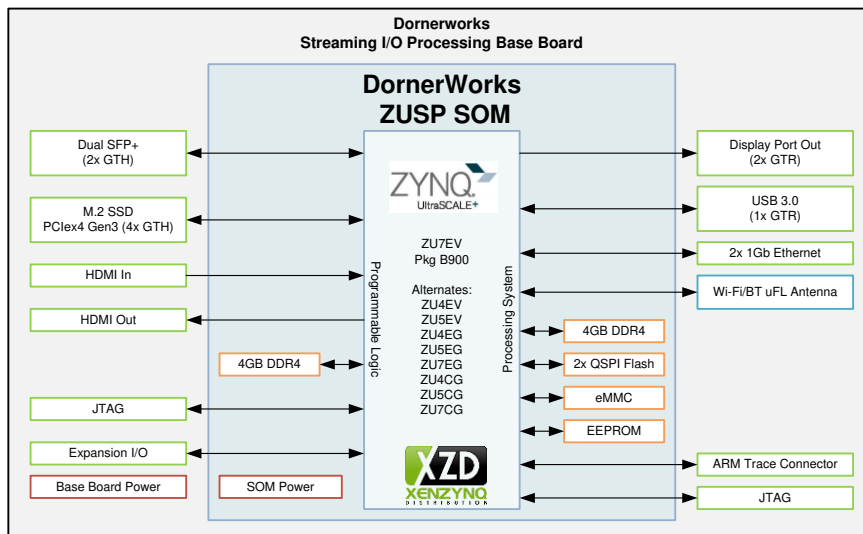 Dornerworks
Streaming I/O Processing Base Board
DornerWorks
ZUSP SOM
Dual SFP+
(2x GTH)
M.2 SSD
PCIex4 Gen3 (4x GTH)
HDMI In
HDMI Out
4GB DDR4
JTAG
Expansion I/O
Base Board Power
SOM Power
Programmable Logic
ZYNQ
UltraSCALE+
ZU7EV
Pkg B900
Alternates:
ZU4EV
ZU5EV
ZU4EG
ZU5EG
ZU7EG
ZU4CG
ZU5CG
ZU7CG
XZD
XENZYNQ
DISTRIBUTION
Processing System
Display Port Out
(2x GTR)
USB 3.0
(1x GTR)
2x 1Gb Ethernet
Wi-Fi/BT uFL Antenna
4GB DDR4
2x QSPI Flash
eMMC
EEPROM
ARM Trace Connector
JTAG